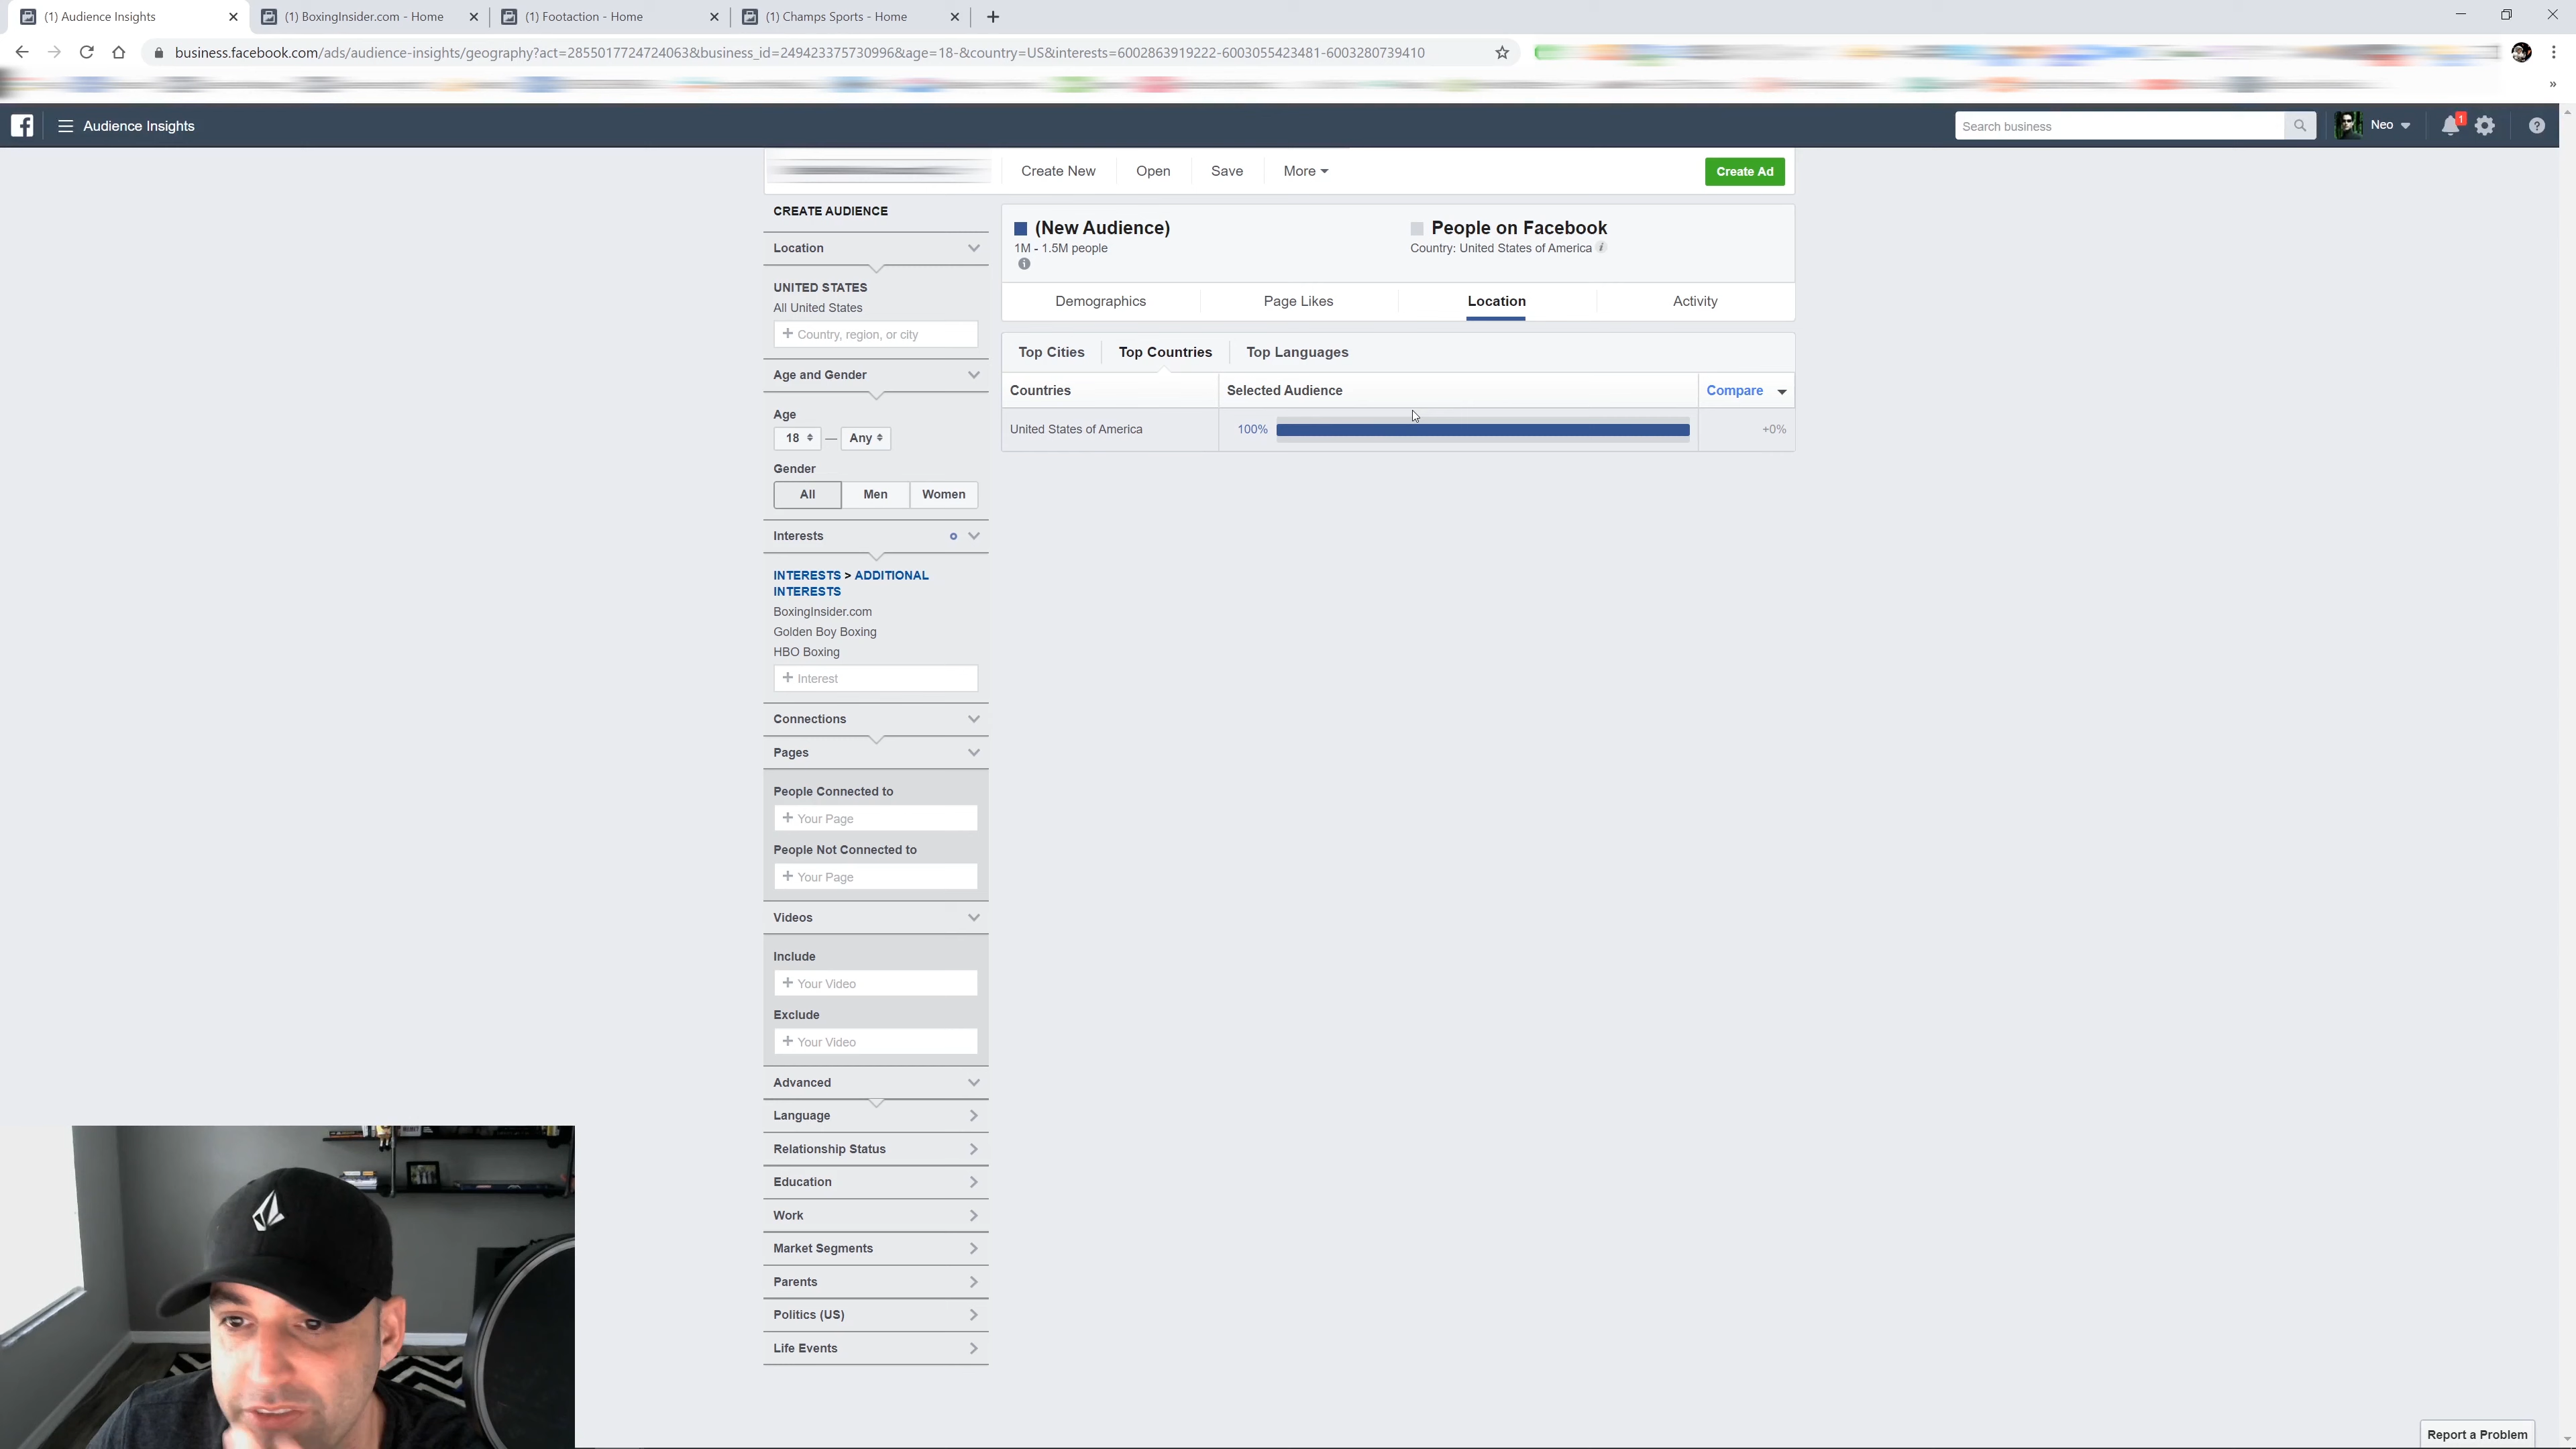 (1) Audience Insights
(1) BoxingInsider.com - Home
(1) Footaction - Home
(1) Champs Sports - Home
business.facebook.com/ads/audience-insights/geography?act=2855017724724063&business_id=249423375730996&age=18-&country=US&interests=6002863919222-6003055423481-6003280739410
Audience Insights
Search business
Neo
1
Create New
Open
Save
More
Create Ad
CREATE AUDIENCE
(New Audience)
1M - 1.5M people
People on Facebook
Country: United States of America
Location
UNITED STATES
All United States
+ Country, region, or city
Demographics
Page Likes
Location
Activity
Top Cities
Top Countries
Top Languages
Countries
Selected Audience
Compare
United States of America
100%
+0%
Age and Gender
Age
18 — Any
Gender
All
Men
Women
Interests
INTERESTS > ADDITIONAL
INTERESTS
BoxingInsider.com
Golden Boy Boxing
HBO Boxing
+ Interest
Connections
Pages
People Connected to
+ Your Page
People Not Connected to
+ Your Page
Videos
Include
+ Your Video
Exclude
+ Your Video
Advanced
Language
Relationship Status
Education
Work
Market Segments
Parents
Politics (US)
Life Events
Report a Problem